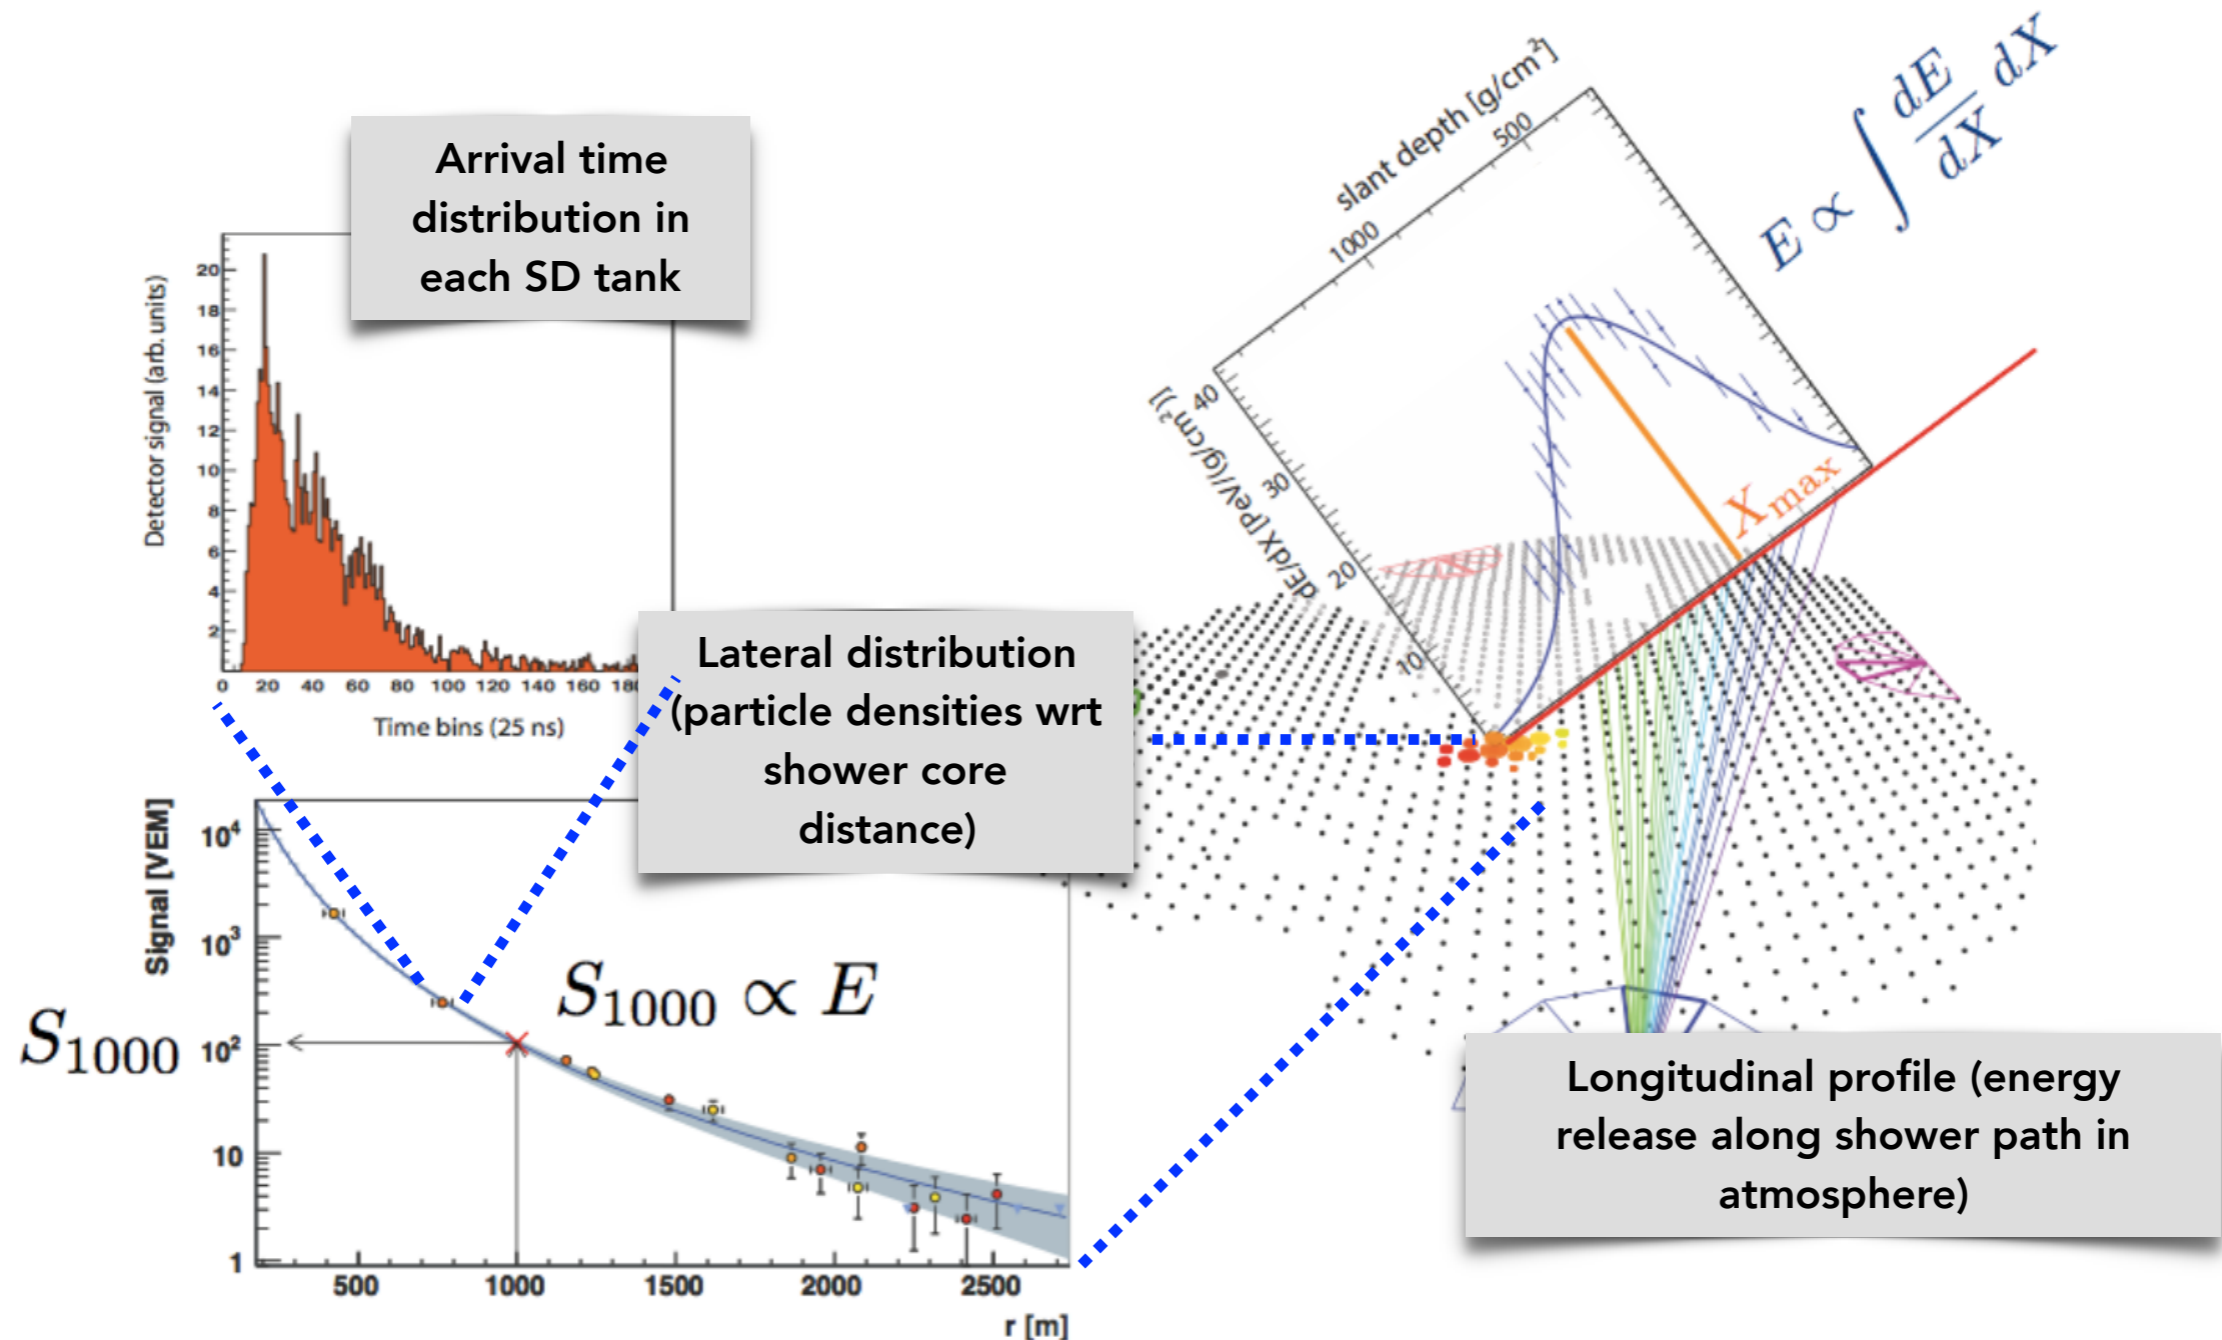 Arrival time
distribution in
each SD tank
Detector signal (arb. units)
20
18
16
14
12
10
8
6
4
2
0 20 40 60 80 100 120 140 160 180
Time bins (25 ns)
Lateral distribution
(particle densities wrt
shower core
distance)
Signal [VEM]
10⁴
10³
10²
10
1
S₁₀₀₀
S₁₀₀₀ ∝ E
500 1000 1500 2000 2500
r [m]
slant depth [g/cm²]
500
1000
E ∝ ∫ dE/dX dX
40
30
20
10
dE/dX [PeV/(g/cm²)]
Xmax
Longitudinal profile (energy
release along shower path in
atmosphere)